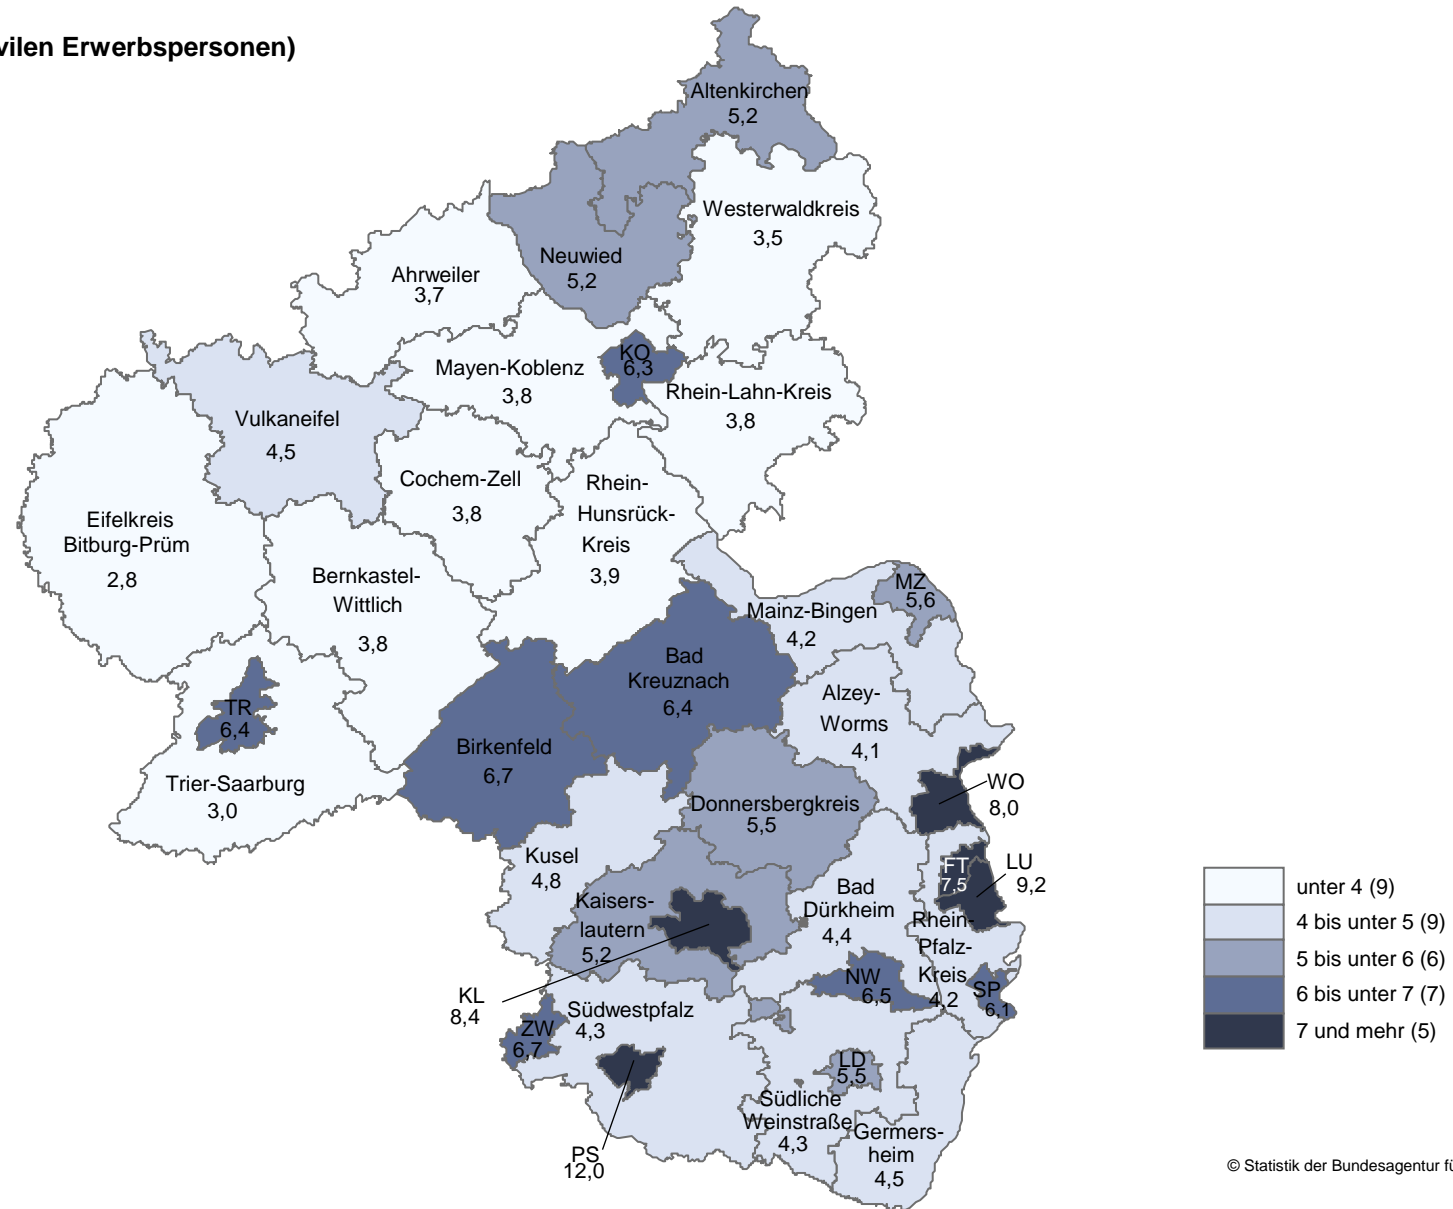 vilen Erwerbspersonen)
Altenkirchen
5,2
Westerwaldkreis
3,5
Neuwied
5,2
Ahrweiler
3,7
KO
6,3
Mayen-Koblenz
3,8
Rhein-Lahn-Kreis
3,8
Vulkaneifel
4,5
Cochem-Zell
3,8
Rhein-
Hunsrück-
Kreis
3,9
Eifelkreis
Bitburg-Prüm
2,8
Bernkastel-
Wittlich
3,8
MZ
5,6
Mainz-Bingen
4,2
Bad
Kreuznach
6,4
Alzey-
Worms
4,1
TR
6,4
Birkenfeld
6,7
Trier-Saarburg
3,0
WO
8,0
Donnersbergkreis
5,5
Kusel
4,8
FT
7,5
LU
9,2
Kaisers-
lautern
5,2
Bad
Dürkheim
4,4
Rhein-
Pfalz-
Kreis
4,2
NW
6,5
SP
6,1
KL
8,4
Südwestpfalz
4,3
ZW
6,7
LD
5,5
Südliche
Weinstraße
4,3
Germers-
heim
4,5
PS
12,0
unter 4 (9)
4 bis unter 5 (9)
5 bis unter 6 (6)
6 bis unter 7 (7)
7 und mehr (5)
© Statistik der Bundesagentur fü